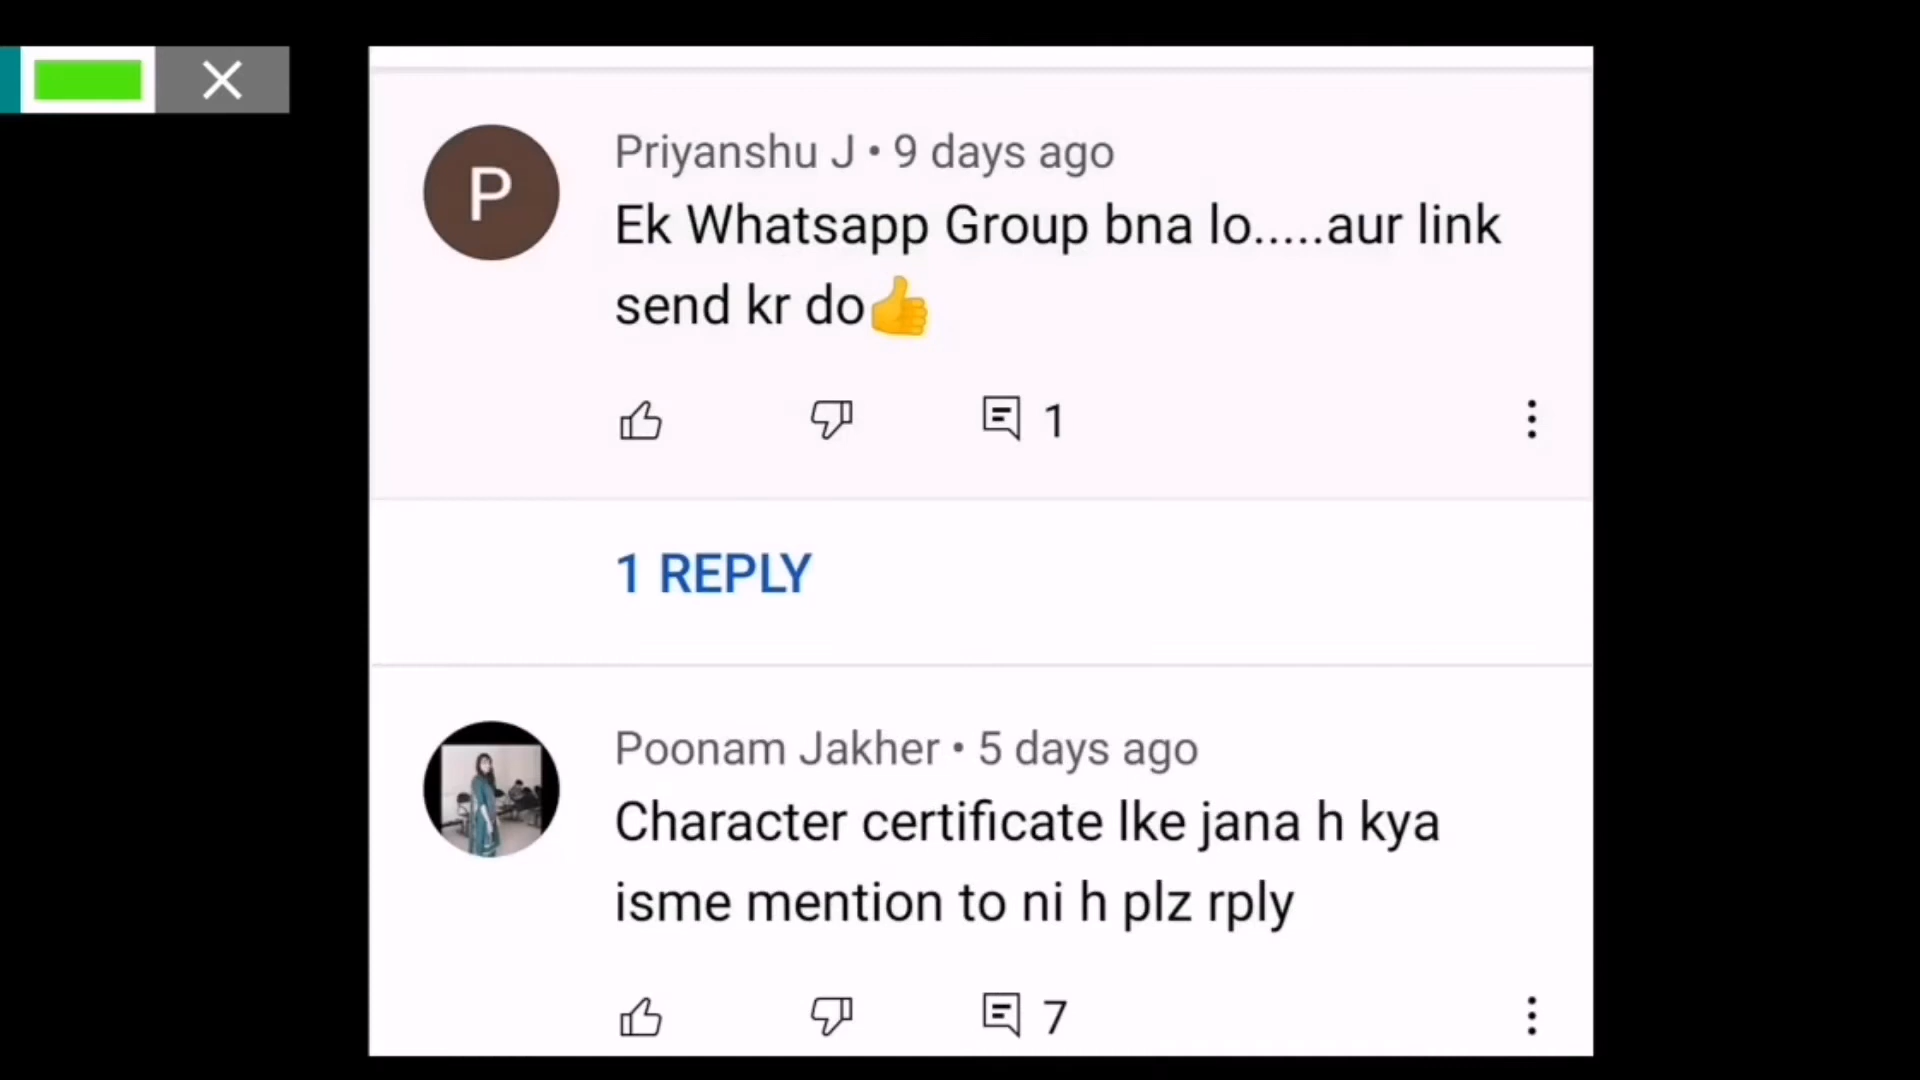 P
Priyanshu J • 9 days ago
Ek Whatsapp Group bna lo.....aur link
send kr do👍
1
1 REPLY
Poonam Jakher • 5 days ago
Character certificate lke jana h kya
isme mention to ni h plz rply
7